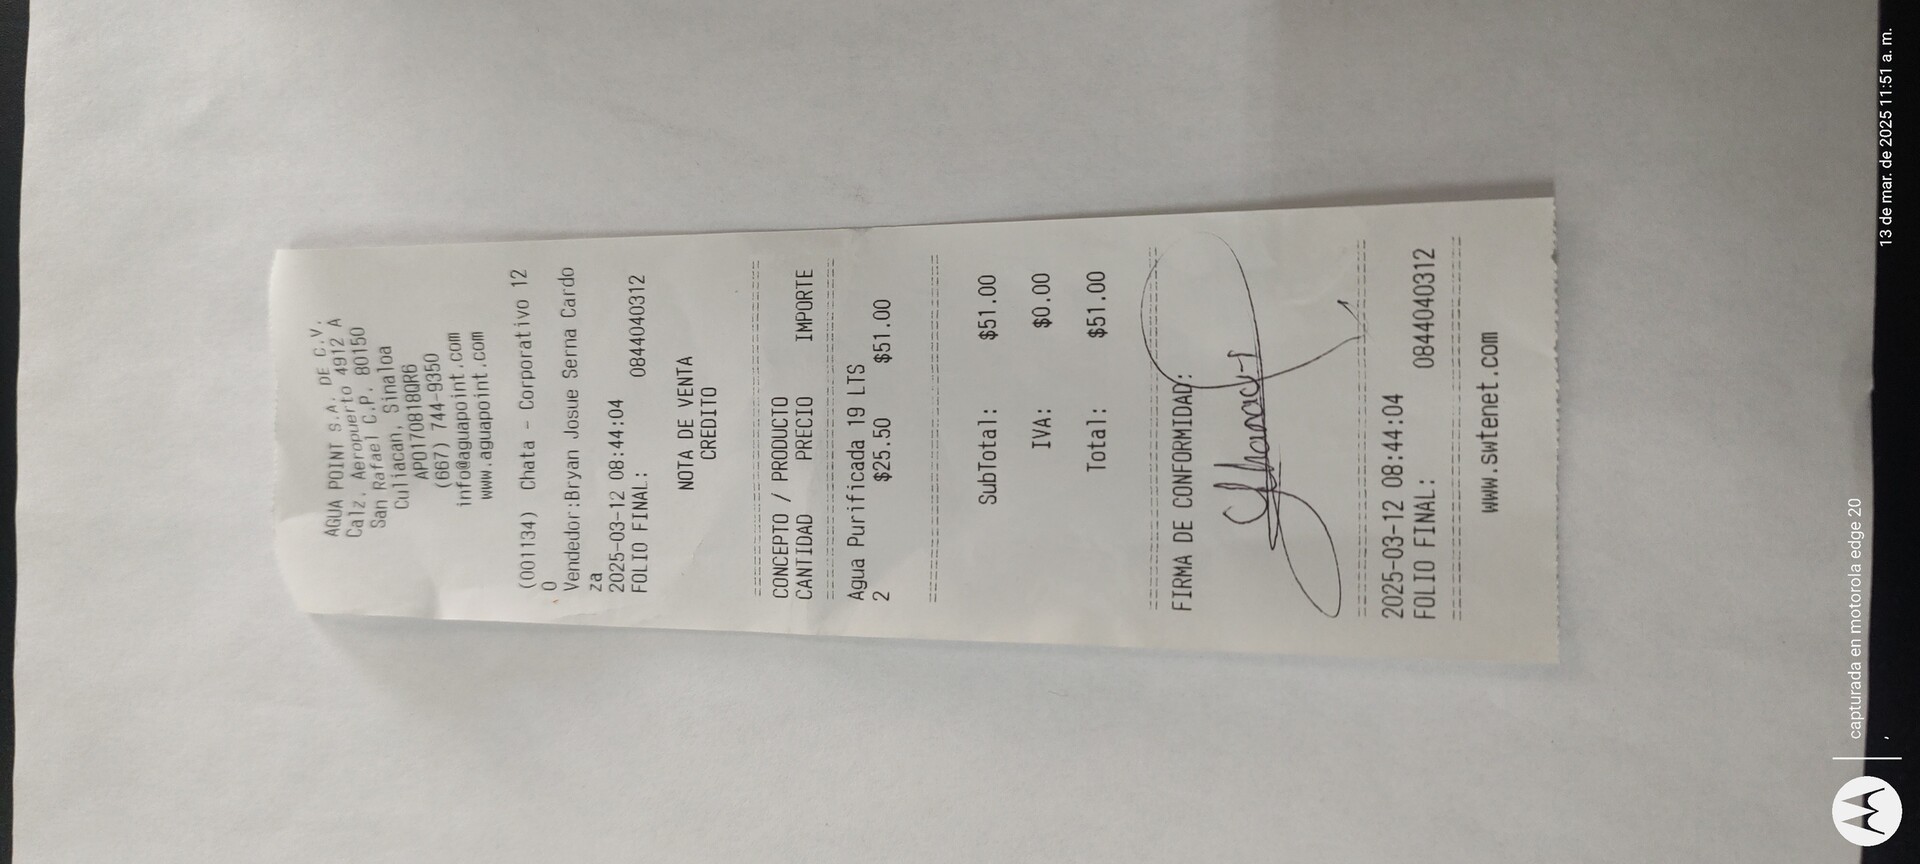 AGUA POINT S.A. DE C.V.
Calz. Aeropuerto 4912 A
San Rafael C.P. 80150
Culiacan, Sinaloa
APO170818QR6
(667) 744-9350
info@aguapoint.com
www.aguapoint.com
(001134) Chata - Corporativo 12
0
Vendedor:Bryan Josue Serna Cardo
za
2025-03-12 08:44:04
FOLIO FINAL: 0844040312
NOTA DE VENTA
CREDITO
CONCEPTO / PRODUCTO
CANTIDAD PRECIO IMPORTE
Agua Purificada 19 LTS
2 $25.50 $51.00
SubTotal: $51.00
IVA: $0.00
Total: $51.00
FIRMA DE CONFORMIDAD:
2025-03-12 08:44:04
FOLIO FINAL: 0844040312
www.swtenet.com
capturada en motorola edge 20
13 de mar. de 2025 11:51 a. m.